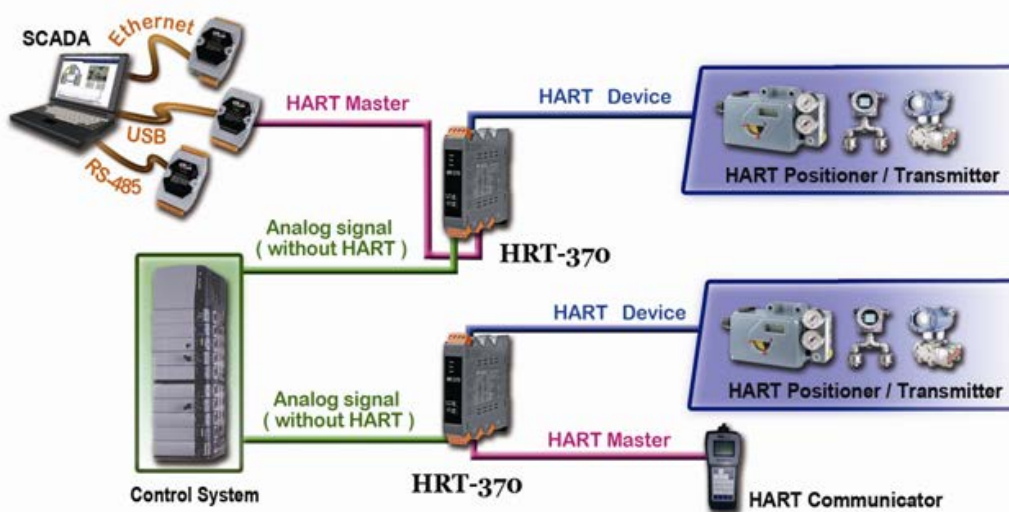 SCADA
Ethernet
USB
RS-485
HART Master
HART Device
HART Positioner / Transmitter
Analog signal
( without HART )
HRT-370
HART Device
HART Positioner / Transmitter
Analog signal
( without HART )
HART Master
HRT-370
Control System
HART Communicator